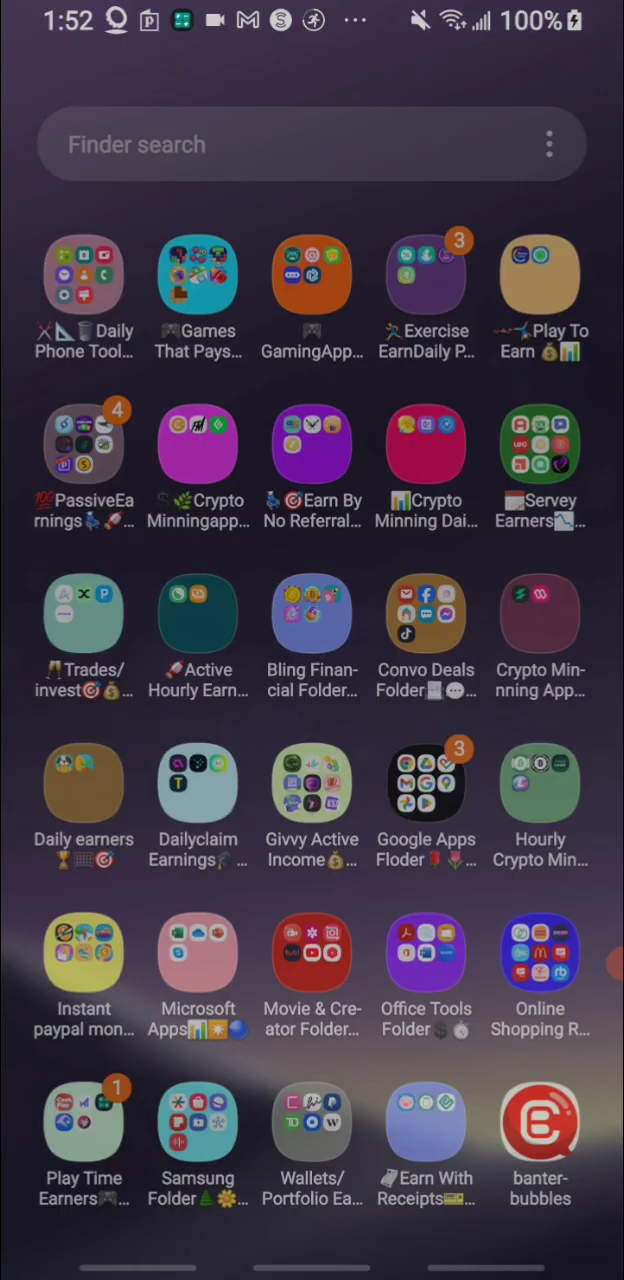 1:52
100%
Finder search
3
Daily
Phone Tool...
Games
That Pays...
GamingApp...
Exercise
EarnDaily P...
Play To
Earn
4
PassiveEa
rnings...
Crypto
Minningapp...
Earn By
No Referral...
Crypto
Minning Dai...
Servey
Earners...
Trades/
invest...
Active
Hourly Earn...
Bling Finan-
cial Folder...
Convo Deals
Folder...
Crypto Min-
nning App...
3
Daily earners
Dailyclaim
Earnings...
Givvy Active
Income...
Google Apps
Floder...
Hourly
Crypto Min...
Instant
paypal mon...
Microsoft
Apps
Movie & Cre-
ator Folder...
Office Tools
Folder
Online
Shopping R...
1
Play Time
Earners...
Samsung
Folder...
Wallets/
Portfolio Ea...
Earn With
Receipts...
banter-
bubbles